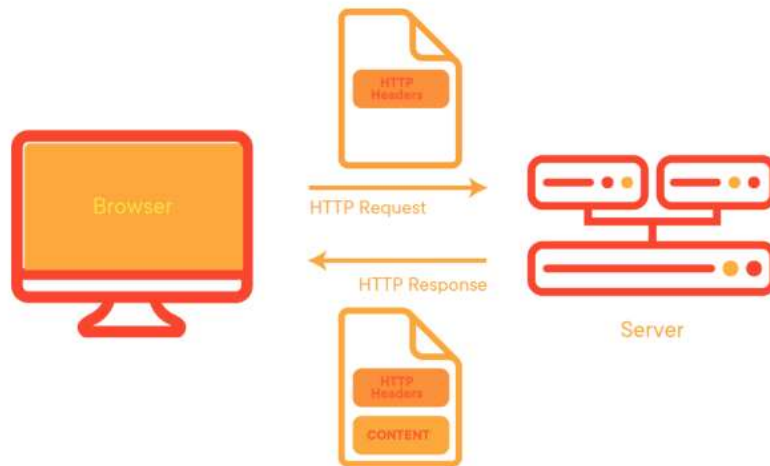 HTTP
Headers
Browser
HTTP Request
HTTP Response
Server
HTTP
Headers
CONTENT